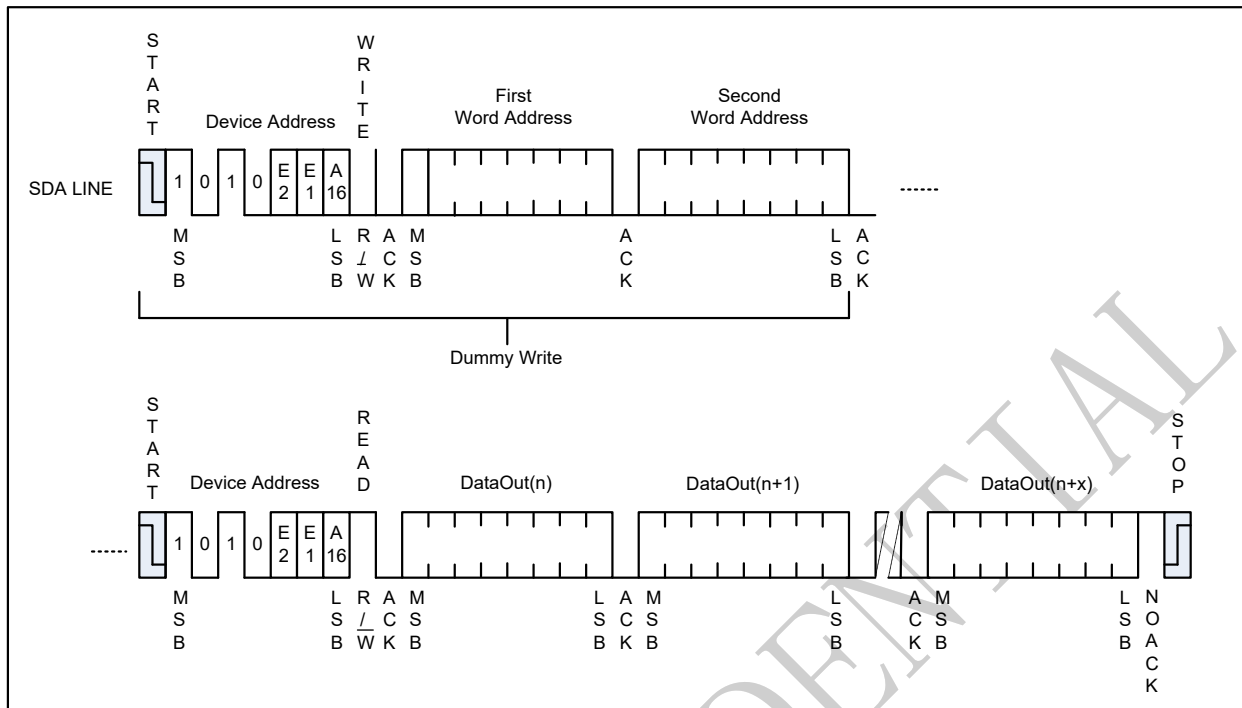 START
WRITE
First
Word Address
Second
Word Address
Device Address
SDA LINE
1 0 1 0 E2 E1 A16
......
MSB LSB R/W ACK MSB ACK LSB ACK
Dummy Write
START
READ
STOP
Device Address
DataOut(n)
DataOut(n+1)
DataOut(n+x)
......
1 0 1 0 E2 E1 A16
MSB LSB R/W ACK MSB LSB ACK MSB LSB ACK MSB LSB NOACK
DENTIAL